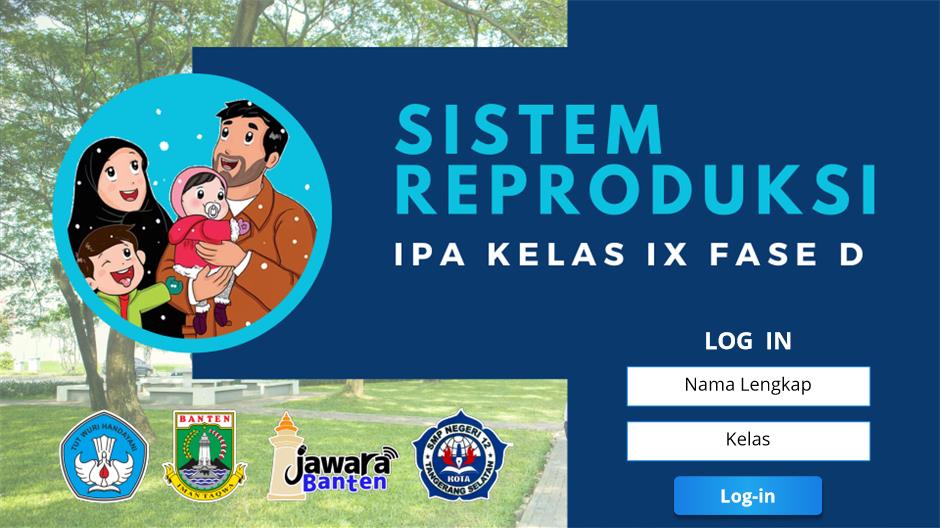 SISTEM
REPRODUKSI
IPA KELAS IX FASE D
LOG IN
Nama Lengkap
Kelas
Log-in
TUT WURI HANDAYANI
BANTEN
IMAN TAQWA
Jawara
Banten
SMP NEGERI 12
KOTA
TANGERANG SELATAN